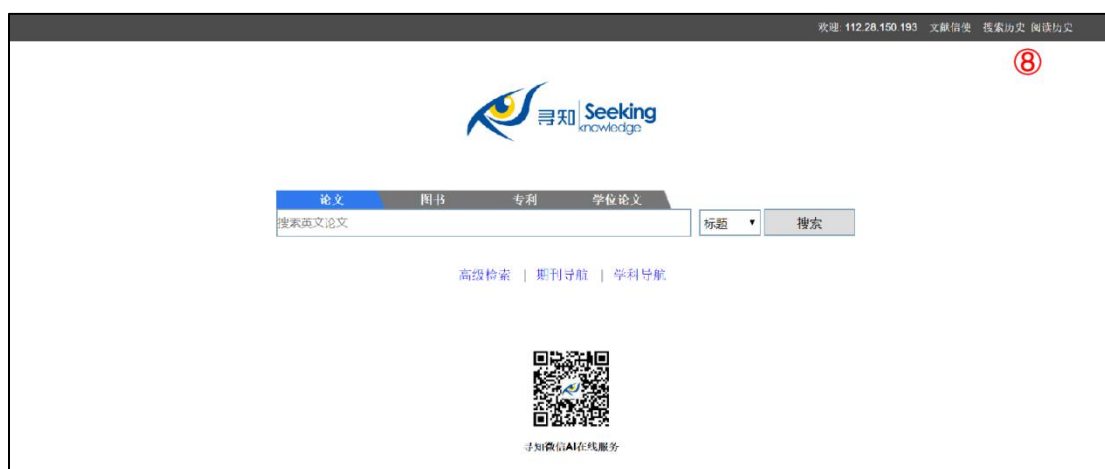 欢迎: 112.28.150.193 文献信使 搜索历史 阅读历史
⑧
寻知 Seeking
knowledge
论文 图书 专利 学位论文
搜索英文论文 标题 ▼ 搜索
高级检索 | 期刊导航 | 学科导航
寻知微信AI在线服务